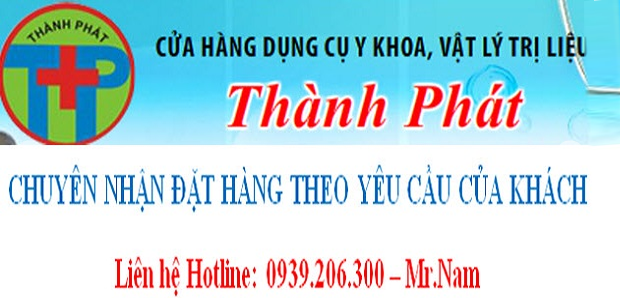 THÀNH PHÁT
TTP
CỬA HÀNG DỤNG CỤ Y KHOA, VẬT LÝ TRỊ LIỆU
Thành Phát
CHUYÊN NHẬN ĐẶT HÀNG THEO YÊU CẦU CỦA KHÁCH
Liên hệ Hotline: 0939.206.300 – Mr.Nam